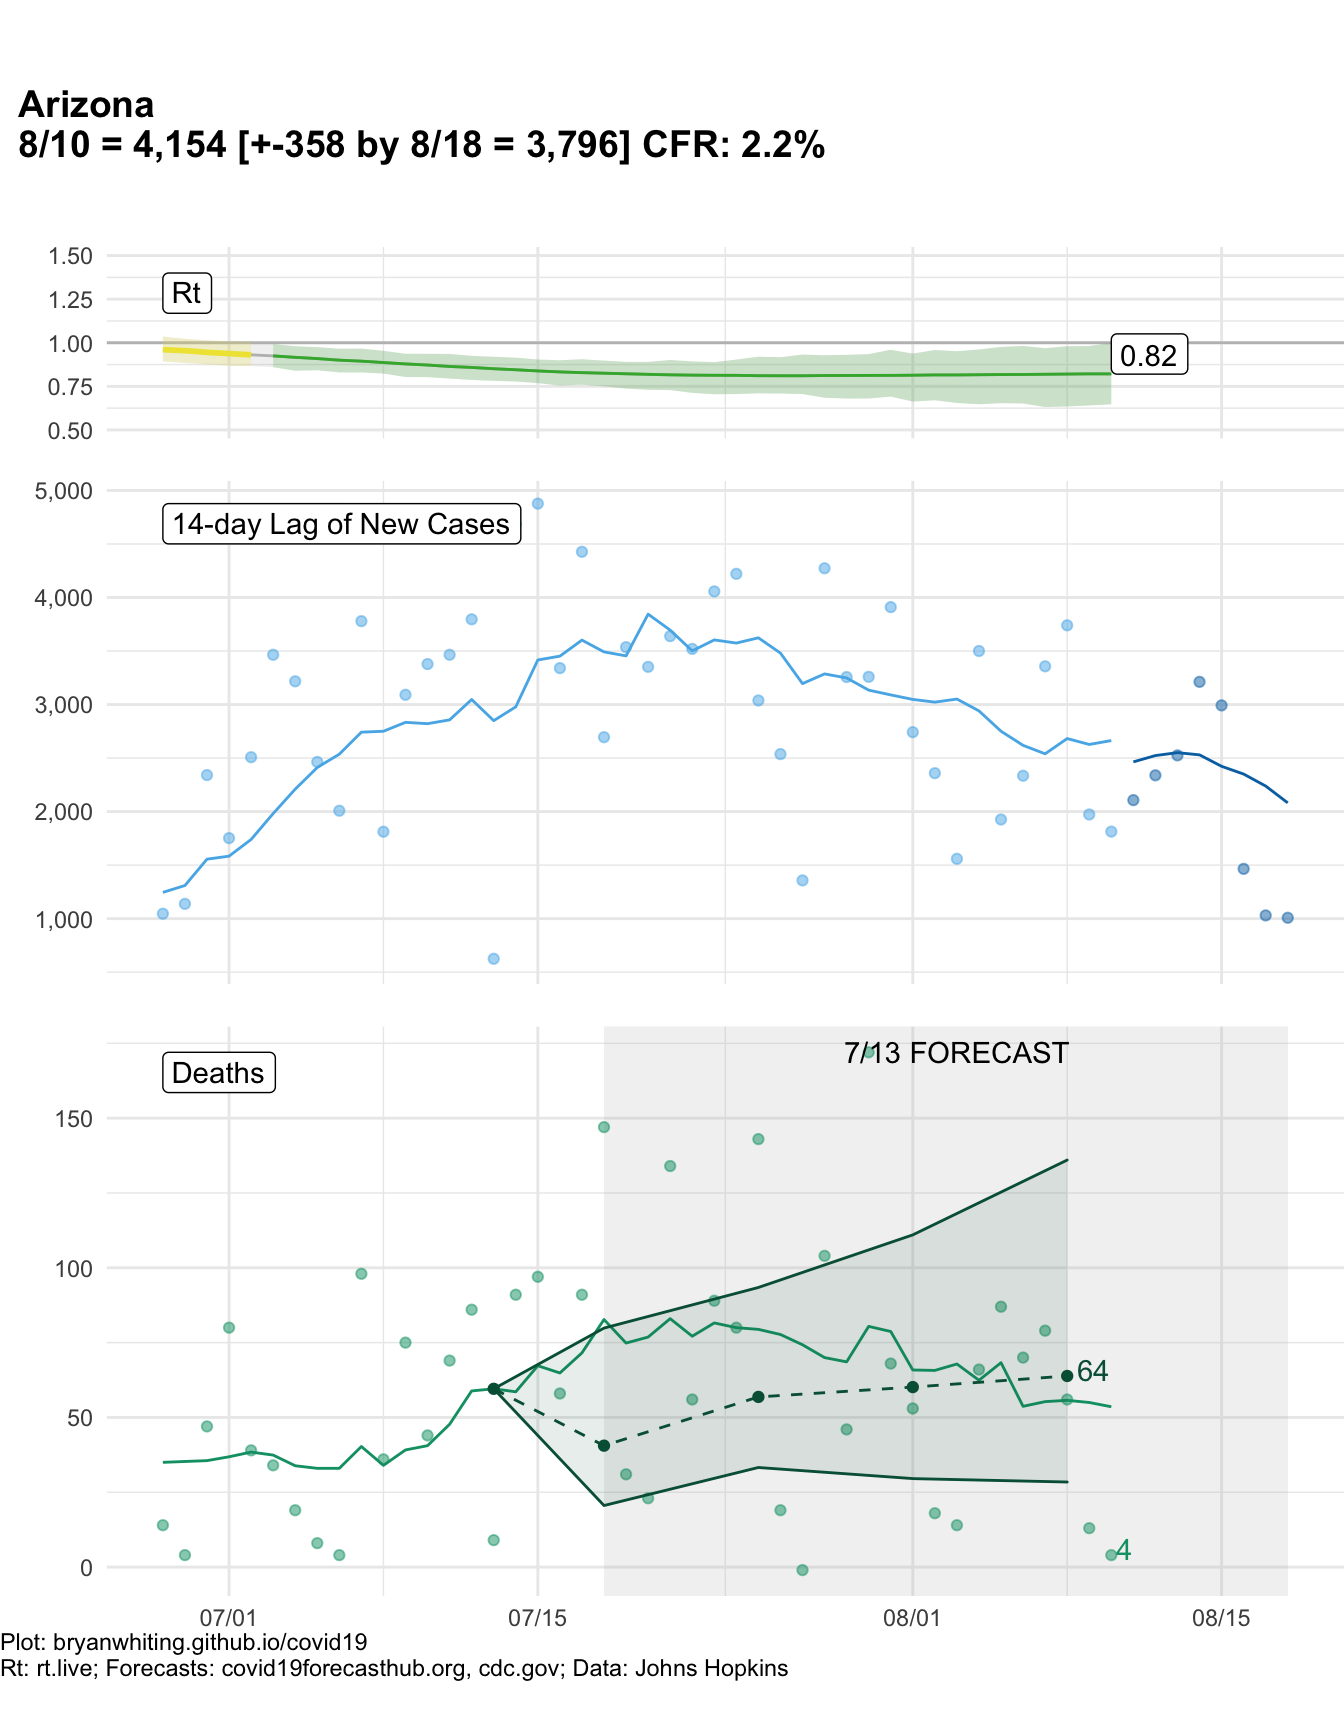 Arizona
8/10 = 4,154 [+-358 by 8/18 = 3,796] CFR: 2.2%
1.50
1.25
1.00
0.75
0.50
Rt
0.82
5,000
4,000
3,000
2,000
1,000
14-day Lag of New Cases
7/13 FORECAST
Deaths
150
100
50
0
64
4
07/01
07/15
08/01
08/15
Plot: bryanwhiting.github.io/covid19
Rt: rt.live; Forecasts: covid19forecasthub.org, cdc.gov; Data: Johns Hopkins